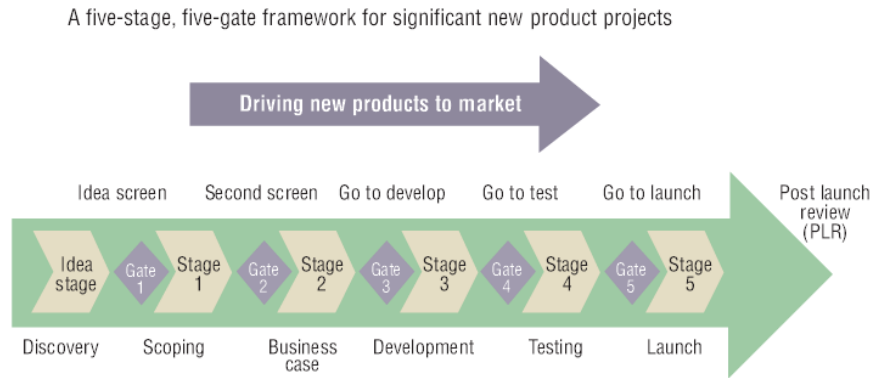 A five-stage, five-gate framework for significant new product projects
Driving new products to market
Idea screen
Second screen
Go to develop
Go to test
Go to launch
Post launch
review
(PLR)
Idea
stage
Gate
1
Stage
1
Gate
2
Stage
2
Gate
3
Stage
3
Gate
4
Stage
4
Gate
5
Stage
5
Discovery
Scoping
Business
case
Development
Testing
Launch